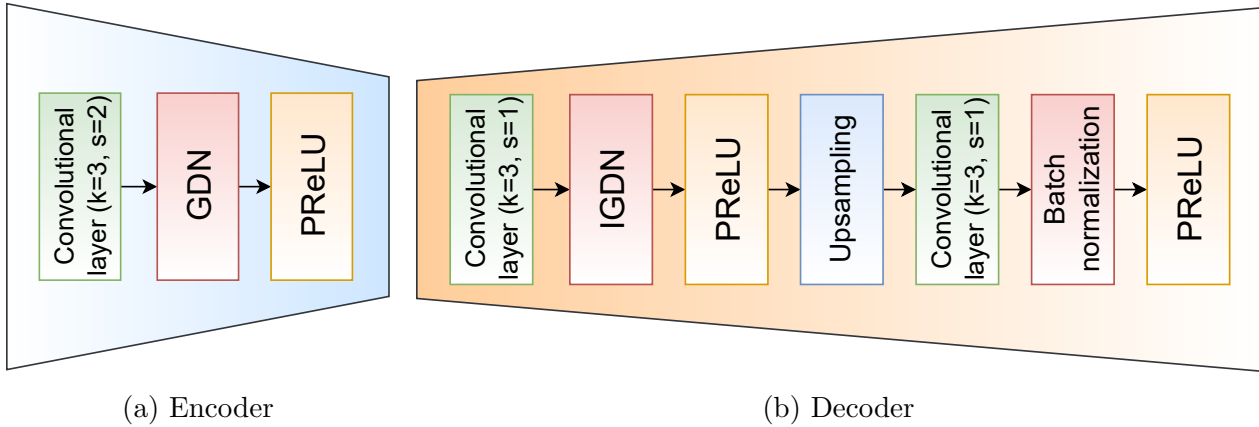 Convolutional
layer (k=3, s=2)
GDN
PReLU
Convolutional
layer (k=3, s=1)
IGDN
PReLU
Upsampling
Convolutional
layer (k=3, s=1)
Batch
normalization
PReLU
(a) Encoder
(b) Decoder